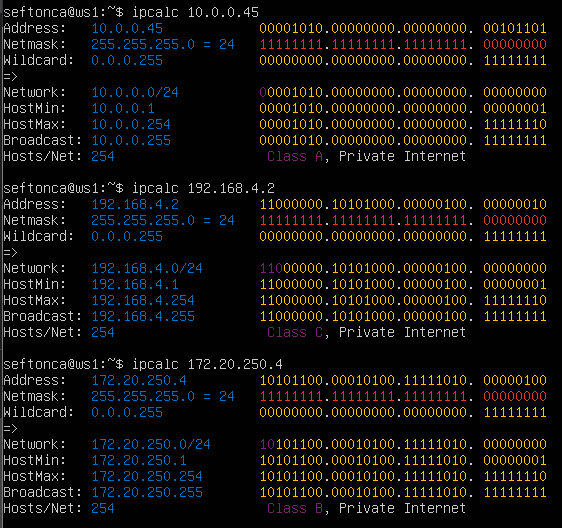 seftonca@ws1:~$ ipcalc 10.0.0.45
Address:   10.0.0.45            00001010.00000000.00000000. 00101101
Netmask:   255.255.255.0 = 24   11111111.11111111.11111111. 00000000
Wildcard:  0.0.0.255            00000000.00000000.00000000. 11111111
=>
Network:   10.0.0.0/24          00001010.00000000.00000000. 00000000
HostMin:   10.0.0.1             00001010.00000000.00000000. 00000001
HostMax:   10.0.0.254           00001010.00000000.00000000. 11111110
Broadcast: 10.0.0.255           00001010.00000000.00000000. 11111111
Hosts/Net: 254                   Class A, Private Internet
seftonca@ws1:~$ ipcalc 192.168.4.2
Address:   192.168.4.2          11000000.10101000.00000100. 00000010
Netmask:   255.255.255.0 = 24   11111111.11111111.11111111. 00000000
Wildcard:  0.0.0.255            00000000.00000000.00000000. 11111111
=>
Network:   192.168.4.0/24       11000000.10101000.00000100. 00000000
HostMin:   192.168.4.1          11000000.10101000.00000100. 00000001
HostMax:   192.168.4.254        11000000.10101000.00000100. 11111110
Broadcast: 192.168.4.255        11000000.10101000.00000100. 11111111
Hosts/Net: 254                   Class C, Private Internet
seftonca@ws1:~$ ipcalc 172.20.250.4
Address:   172.20.250.4         10101100.00010100.11111010. 00000100
Netmask:   255.255.255.0 = 24   11111111.11111111.11111111. 00000000
Wildcard:  0.0.0.255            00000000.00000000.00000000. 11111111
=>
Network:   172.20.250.0/24      10101100.00010100.11111010. 00000000
HostMin:   172.20.250.1         10101100.00010100.11111010. 00000001
HostMax:   172.20.250.254       10101100.00010100.11111010. 11111110
Broadcast: 172.20.250.255       10101100.00010100.11111010. 11111111
Hosts/Net: 254                   Class B, Private Internet